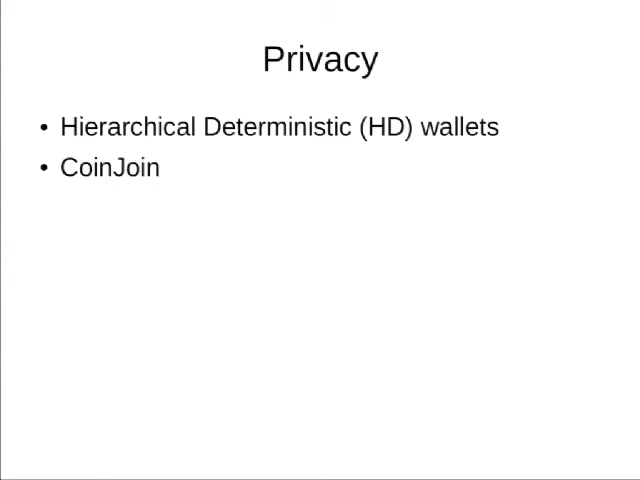 Privacy
• Hierarchical Deterministic (HD) wallets
• CoinJoin